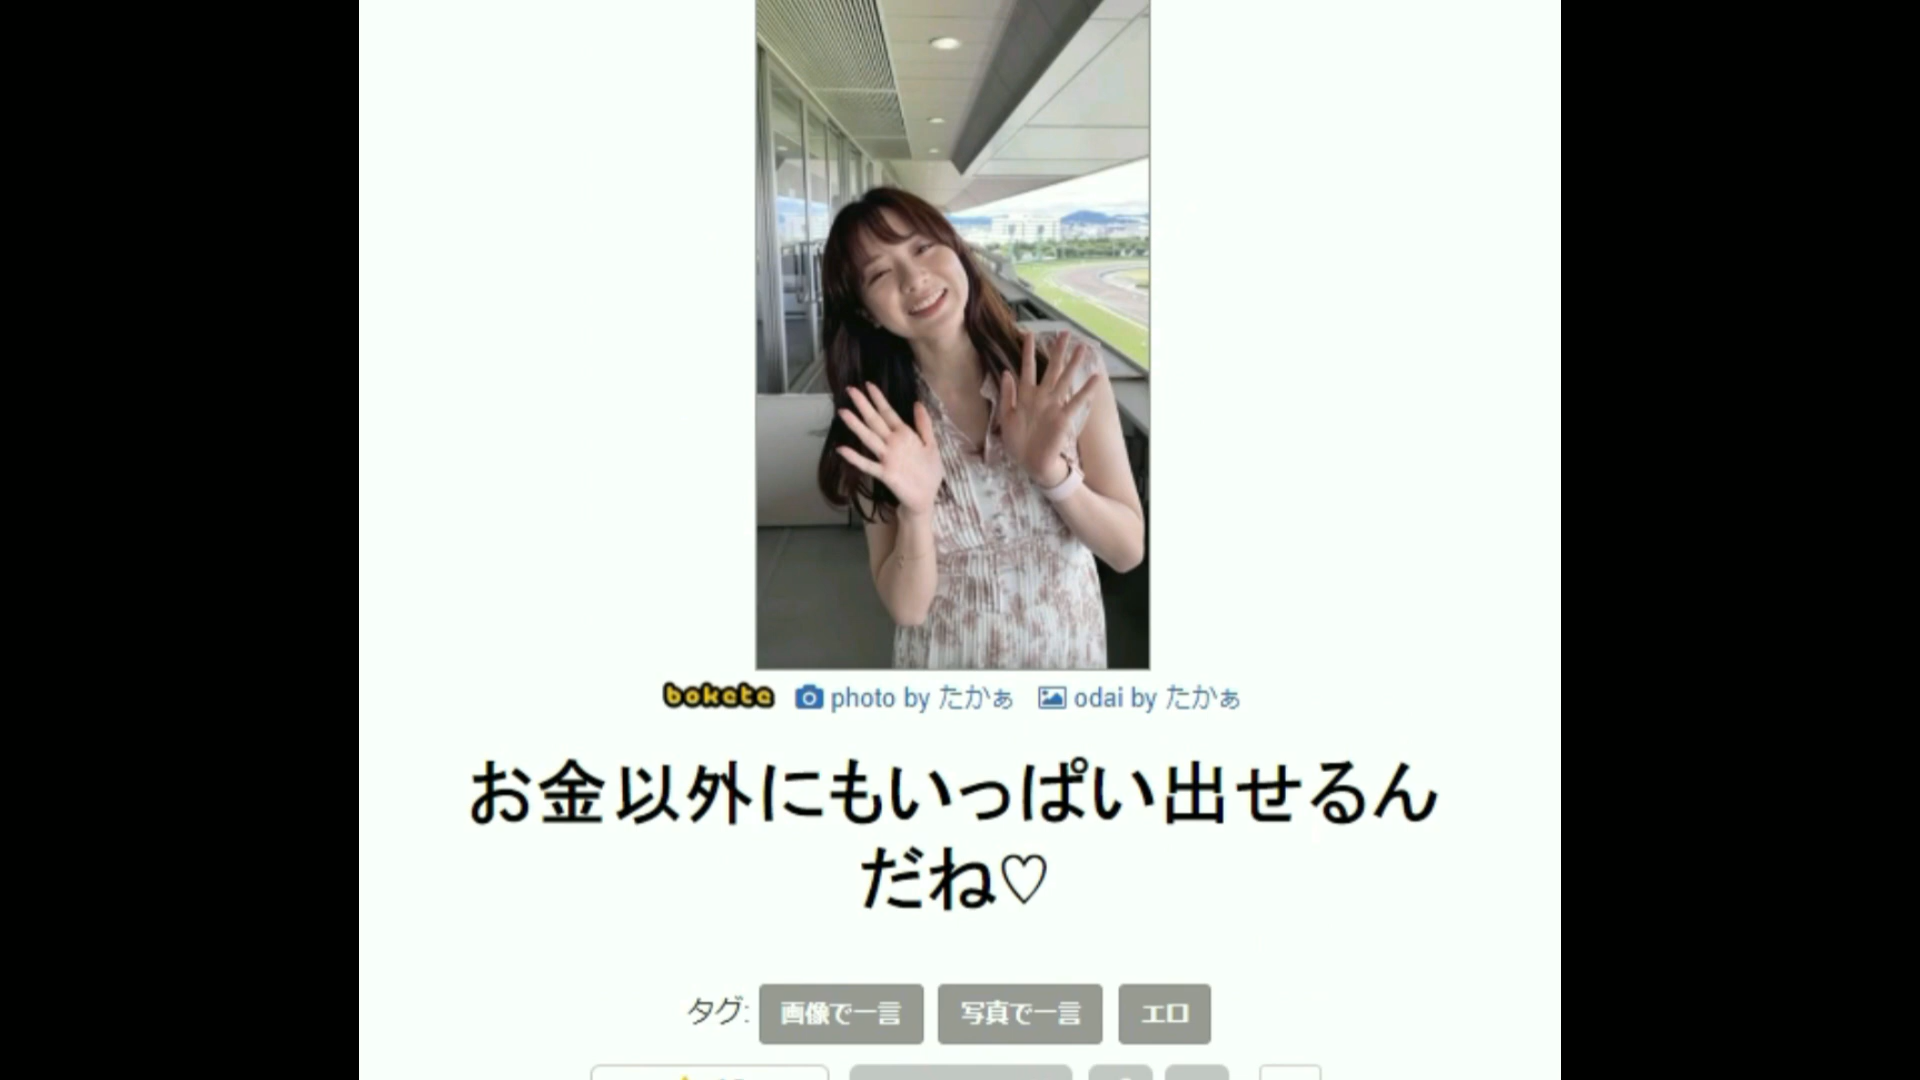 bokete photo by たかぁ odai by たかぁ
お金以外にもいっぱい出せるん
だね♡
タグ: 画像で一言 写真で一言 エロ